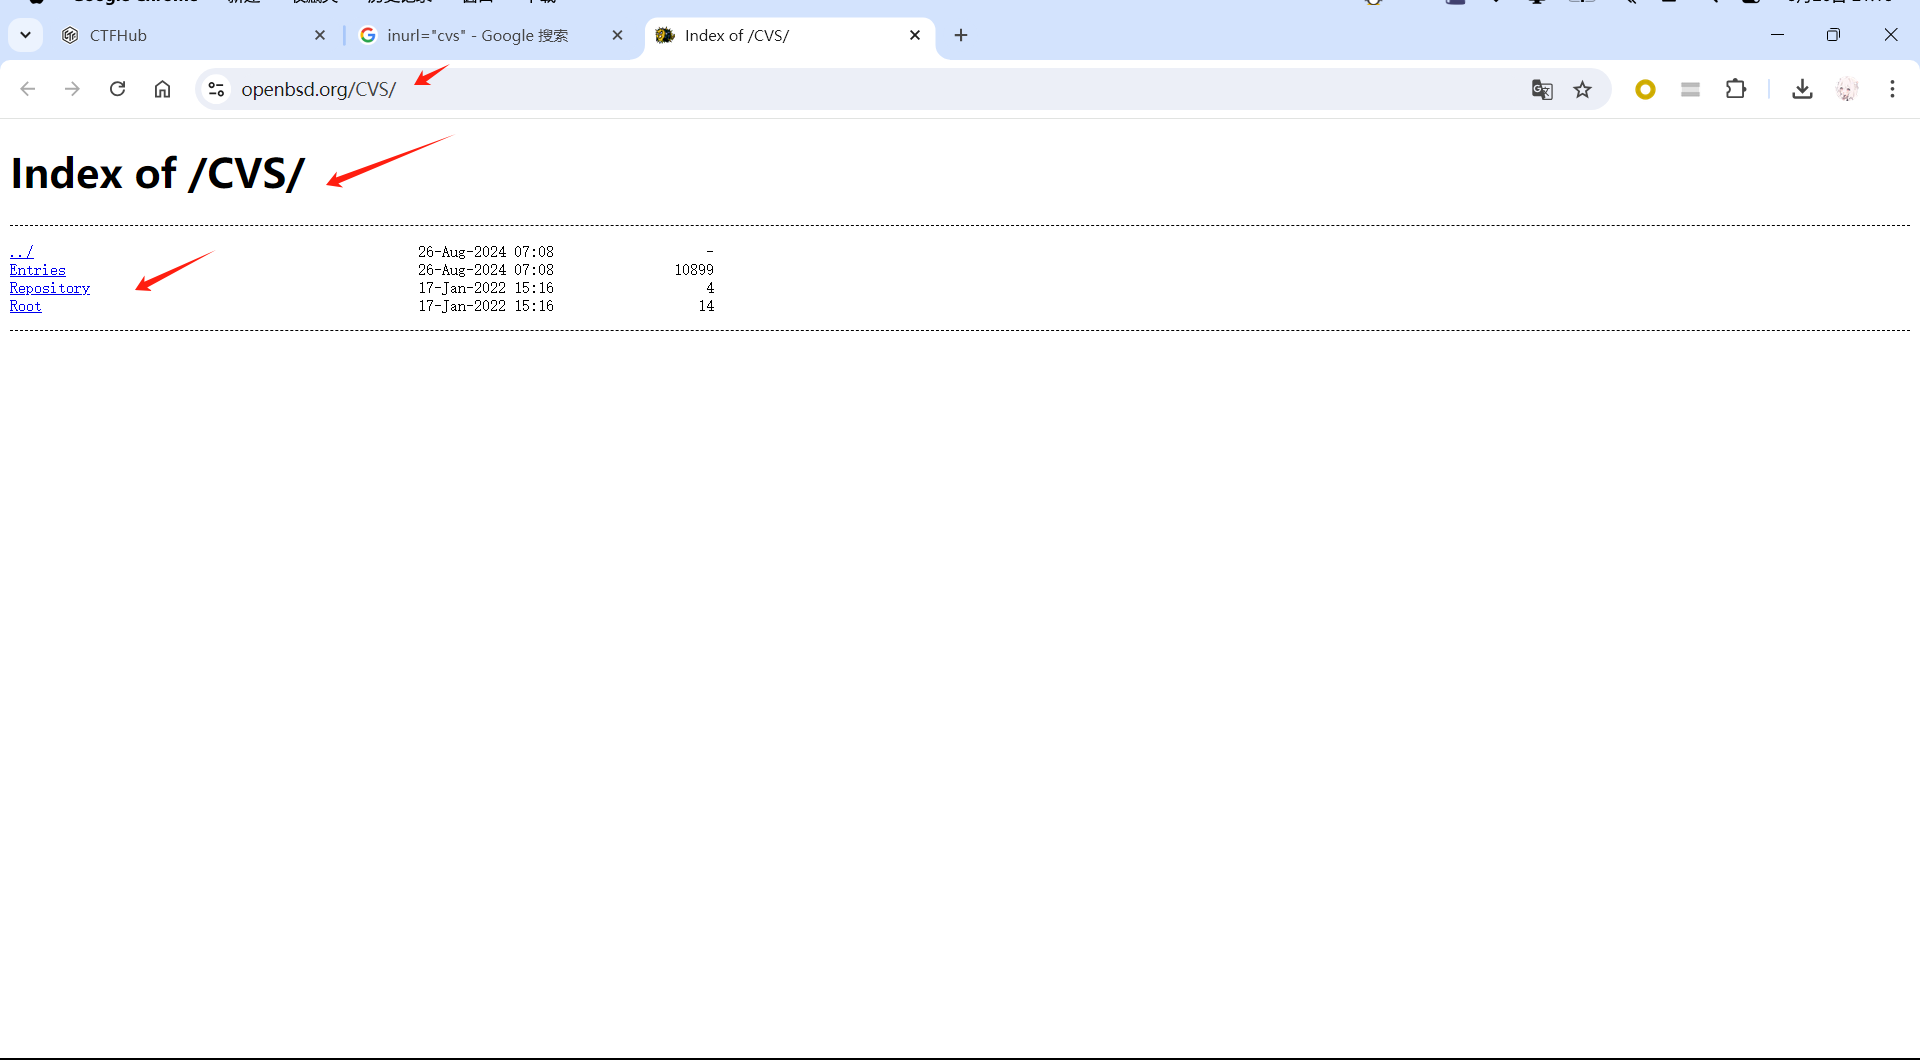 CTFHub
inurl="cvs" - Google 搜索
Index of /CVS/
openbsd.org/CVS/
Index of /CVS/
../ 26-Aug-2024 07:08 -
Entries 26-Aug-2024 07:08 10899
Repository 17-Jan-2022 15:16 4
Root 17-Jan-2022 15:16 14